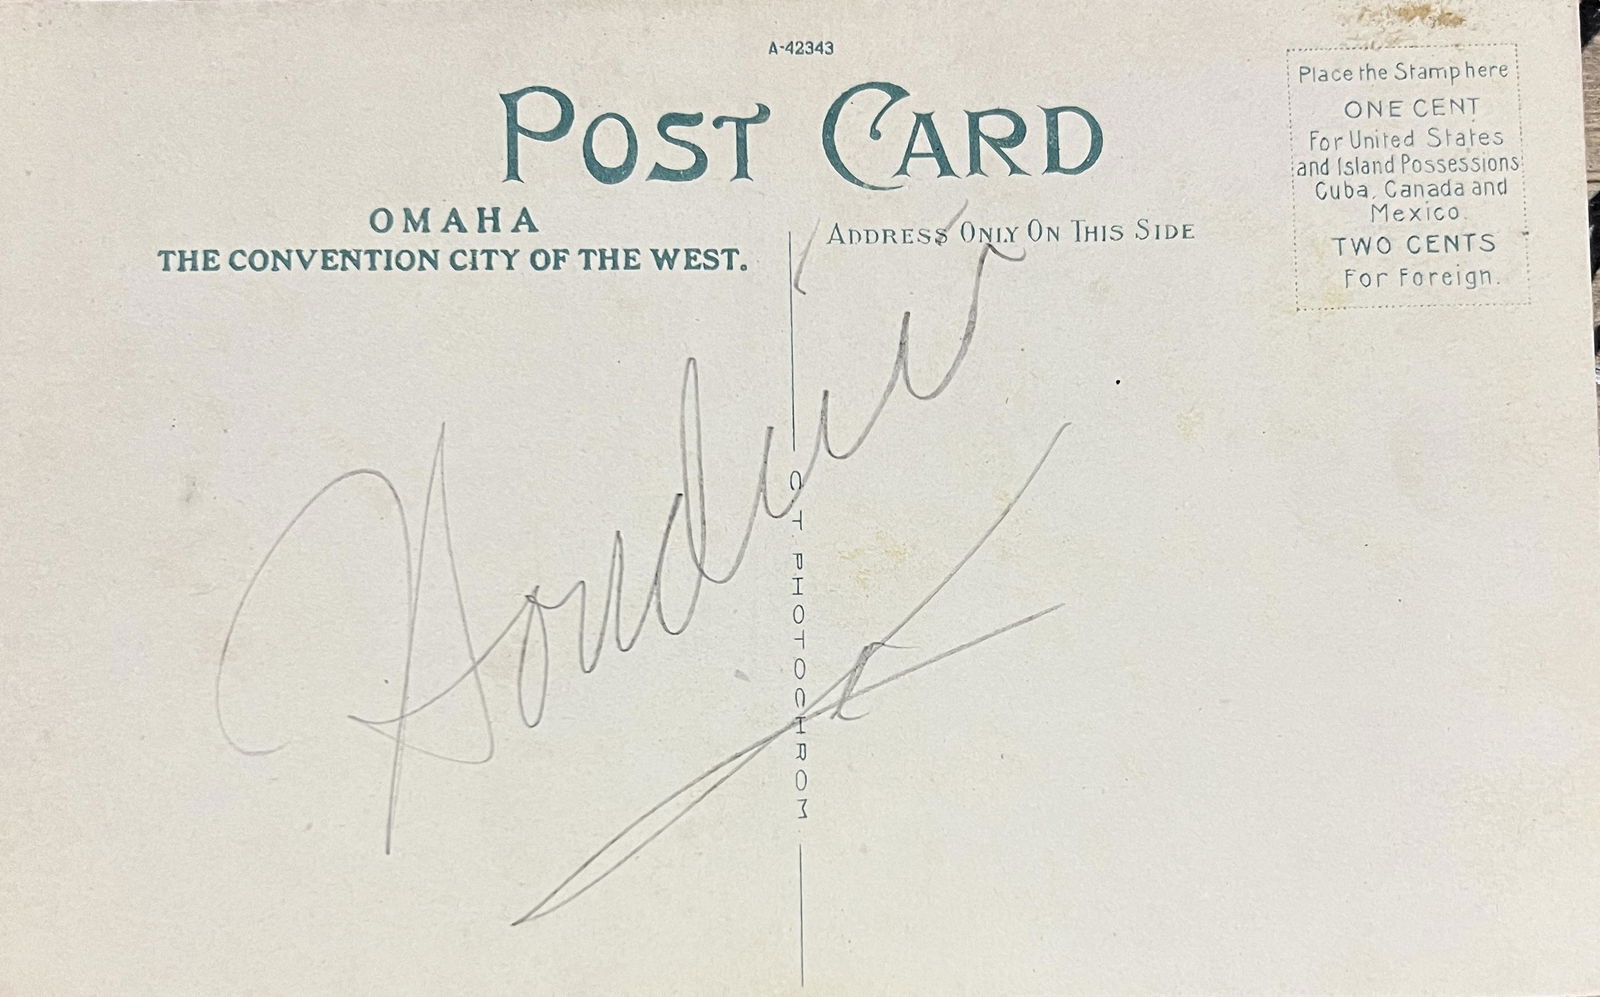 A-42343
POST CARD
OMAHA
THE CONVENTION CITY OF THE WEST.
ADDRESS ONLY ON THIS SIDE
Place the Stamp here
ONE CENT
For United States
and Island Possessions
Cuba, Canada and
Mexico.
TWO CENTS
For Foreign.
Houdini
C. T. PHOTOCHROM